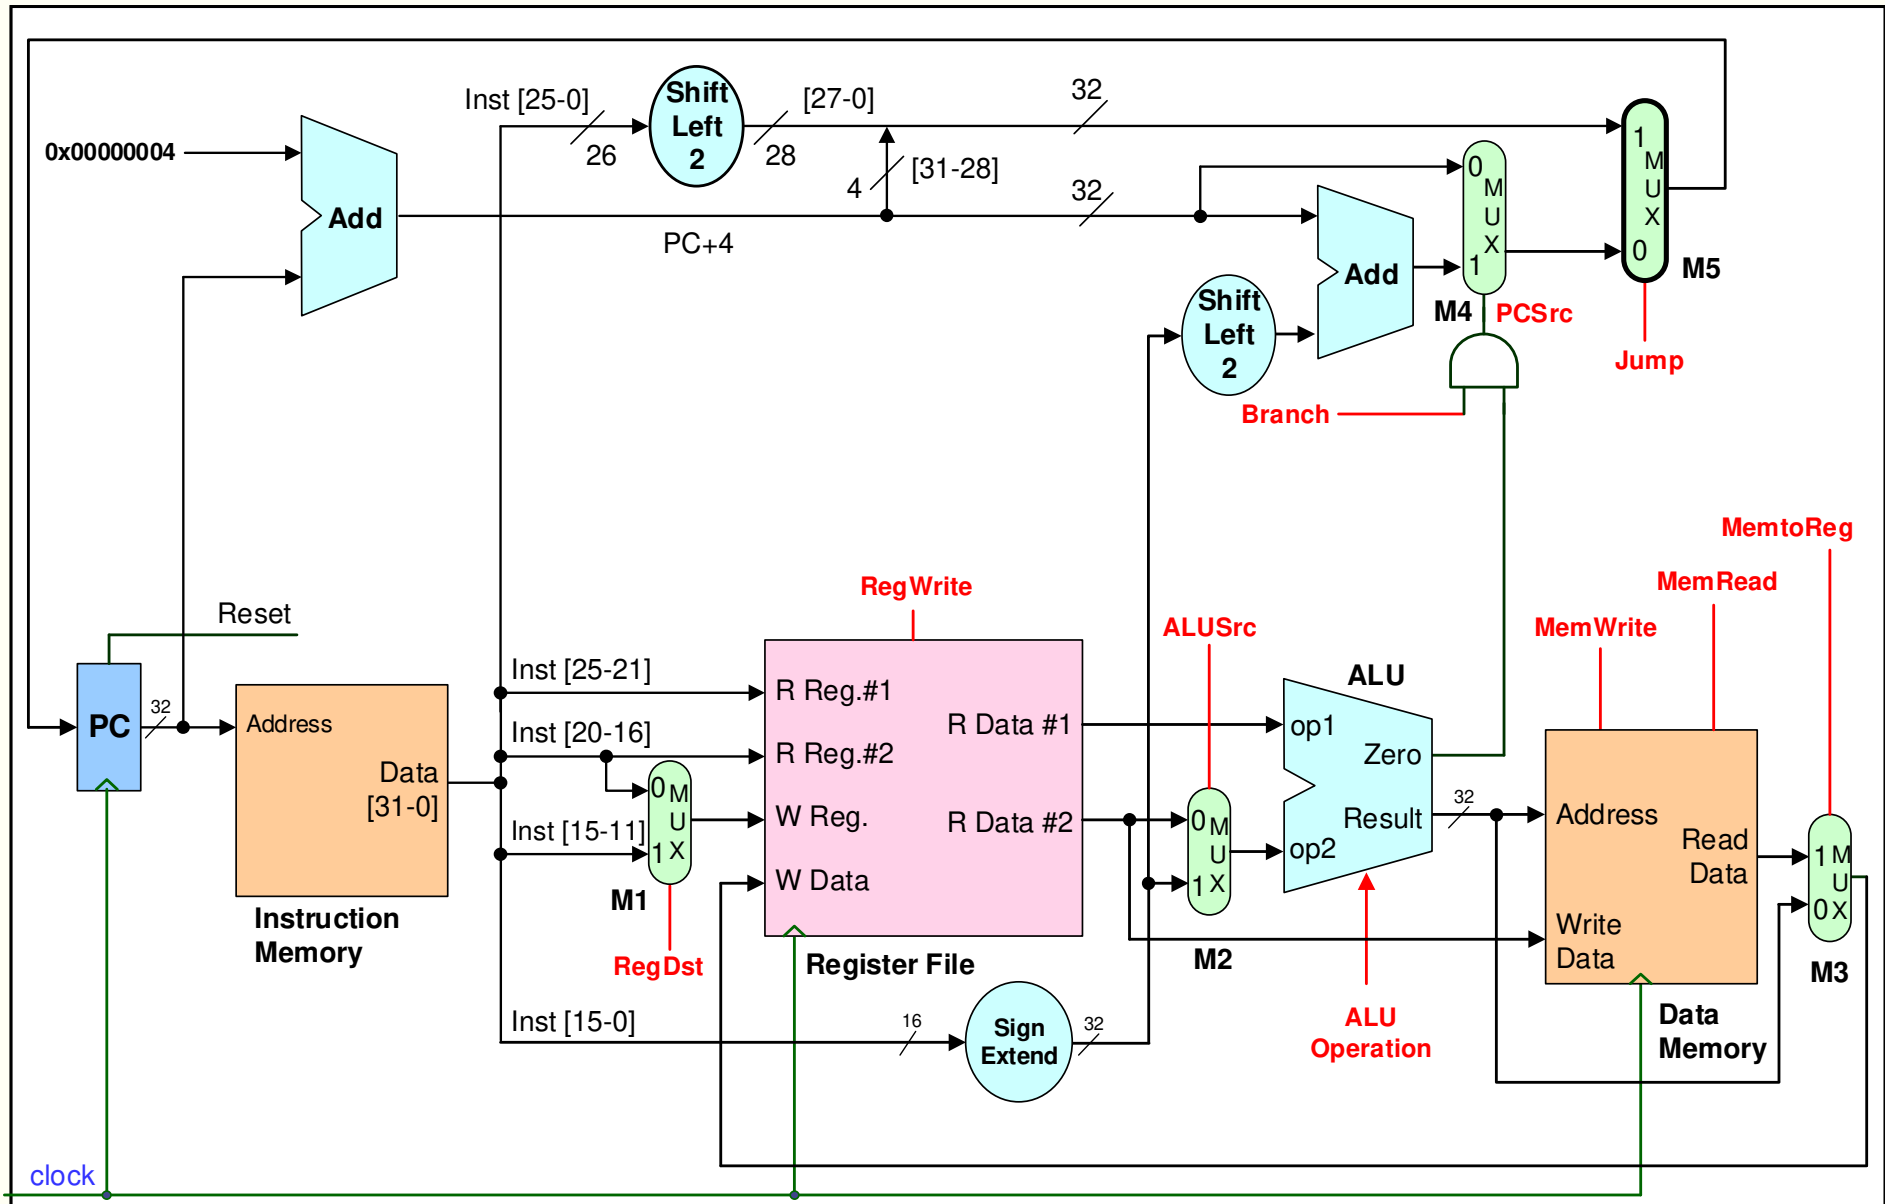 Inst [25-0]
26
Shift
Left
2
[27-0]
28
32
0x00000004
Add
PC+4
4
[31-28]
32
0
M
U
X
1
M4
PCSrc
1
M
U
X
0
M5
Jump
Add
Shift
Left
2
Branch
MemtoReg
MemRead
MemWrite
RegWrite
ALUSrc
Reset
PC
32
Address
Data
[31-0]
Instruction
Memory
Inst [25-21]
Inst [20-16]
Inst [15-11]
Inst [15-0]
0 M
U
1 X
M1
RegDst
R Reg.#1
R Reg.#2
W Reg.
W Data
R Data #1
R Data #2
Register File
16
Sign
Extend
32
0 M
U
1 X
M2
ALU
op1
Zero
Result
op2
32
ALU
Operation
Address
Read
Data
Write
Data
Data
Memory
1 M
U
0 X
M3
clock